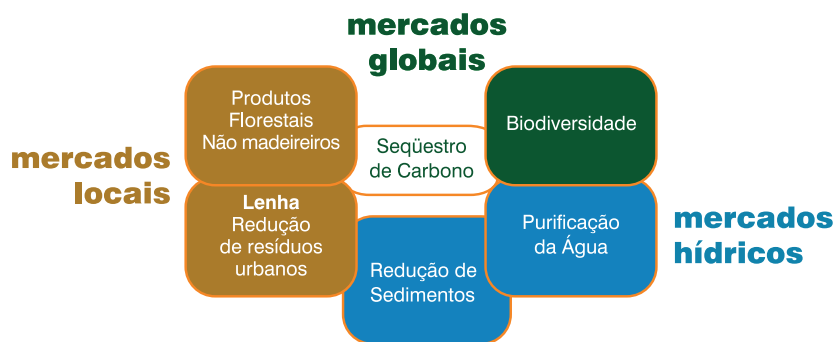 mercados
globais
Produtos
Florestais
Não madeireiros
Seqüestro
de Carbono
Biodiversidade
mercados
locais
Lenha
Redução
de resíduos
urbanos
Redução de
Sedimentos
Purificação
da Água
mercados
hídricos